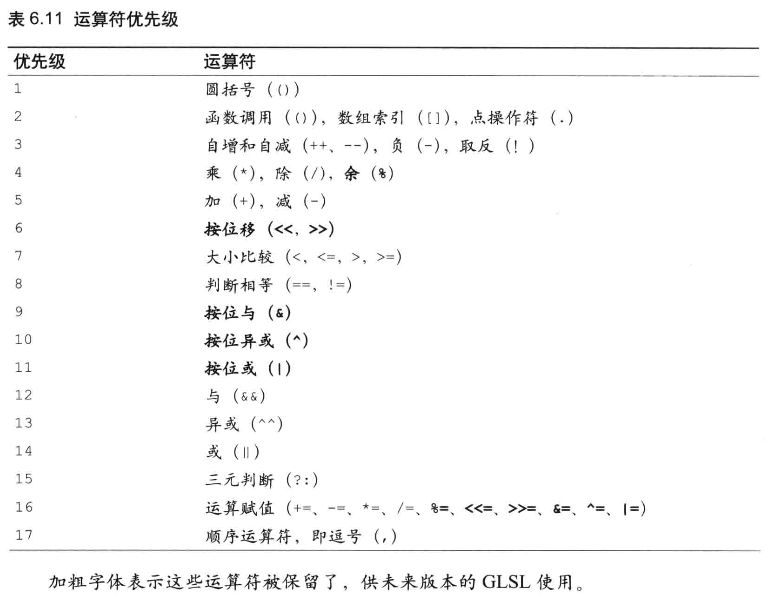 表 6.11 运算符优先级
优先级 运算符
1 圆括号（()）
2 函数调用（()），数组索引（[]），点操作符（.）
3 自增和自减（++、--），负（-），取反（!）
4 乘（*），除（/），余（%）
5 加（+），减（-）
6 按位移（<<，>>）
7 大小比较（<，<=，>，>=）
8 判断相等（==，!=）
9 按位与（&）
10 按位异或（^）
11 按位或（|）
12 与（&&）
13 异或（^^）
14 或（||）
15 三元判断（?:）
16 运算赋值（+=、-=、*=、/=、%=、<<=、>>=、&=、^=、|=）
17 顺序运算符，即逗号（,）
加粗字体表示这些运算符被保留了，供未来版本的 GLSL 使用。